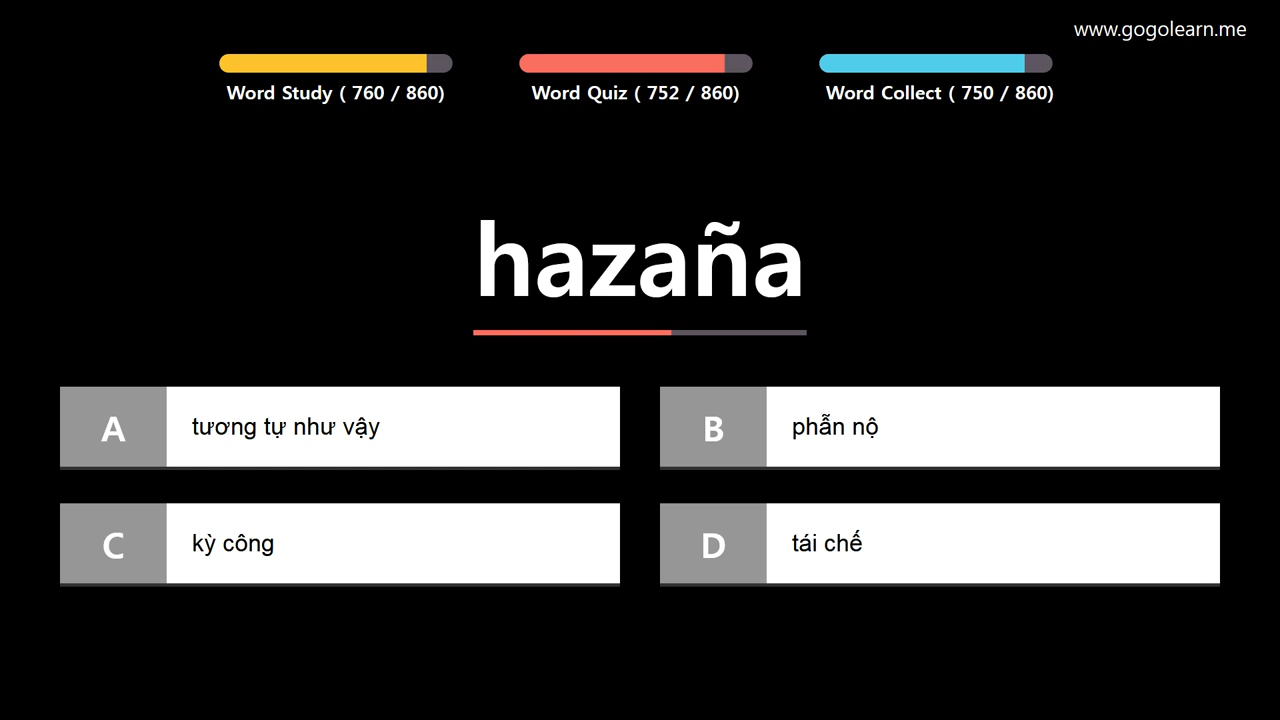 www.gogolearn.me
Word Study ( 760 / 860)
Word Quiz ( 752 / 860)
Word Collect ( 750 / 860)
hazaña
A tương tự như vậy
B phẫn nộ
C kỳ công
D tái chế